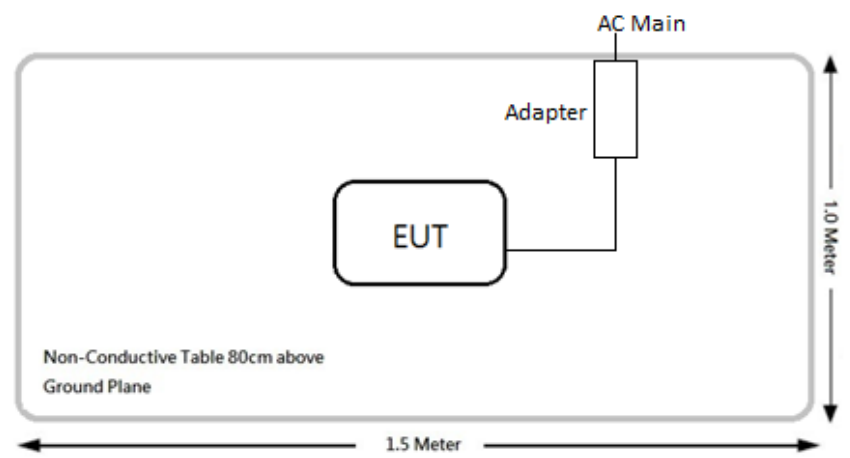 AC Main
Adapter
EUT
1.0 Meter
Non-Conductive Table 80cm above
Ground Plane
1.5 Meter